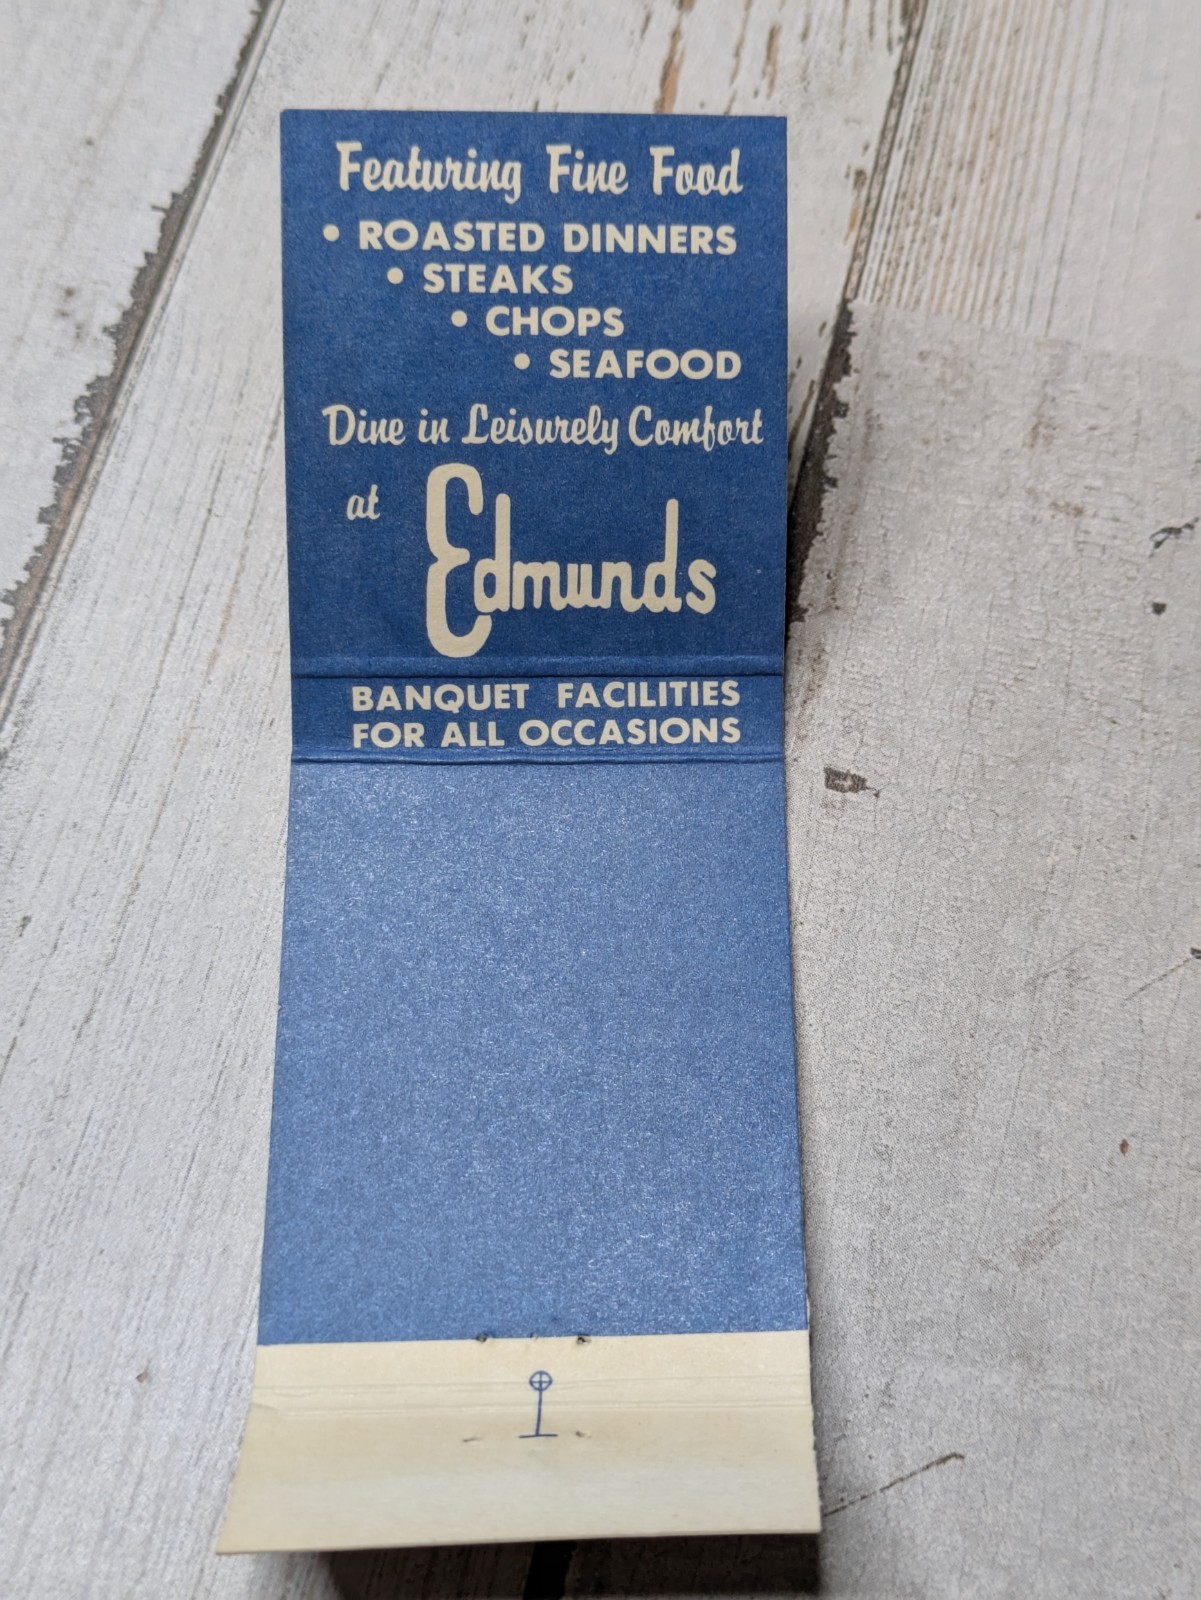 Featuring Fine Food
• ROASTED DINNERS
• STEAKS
• CHOPS
• SEAFOOD
Dine in Leisurely Comfort
at Edmunds
BANQUET FACILITIES
FOR ALL OCCASIONS